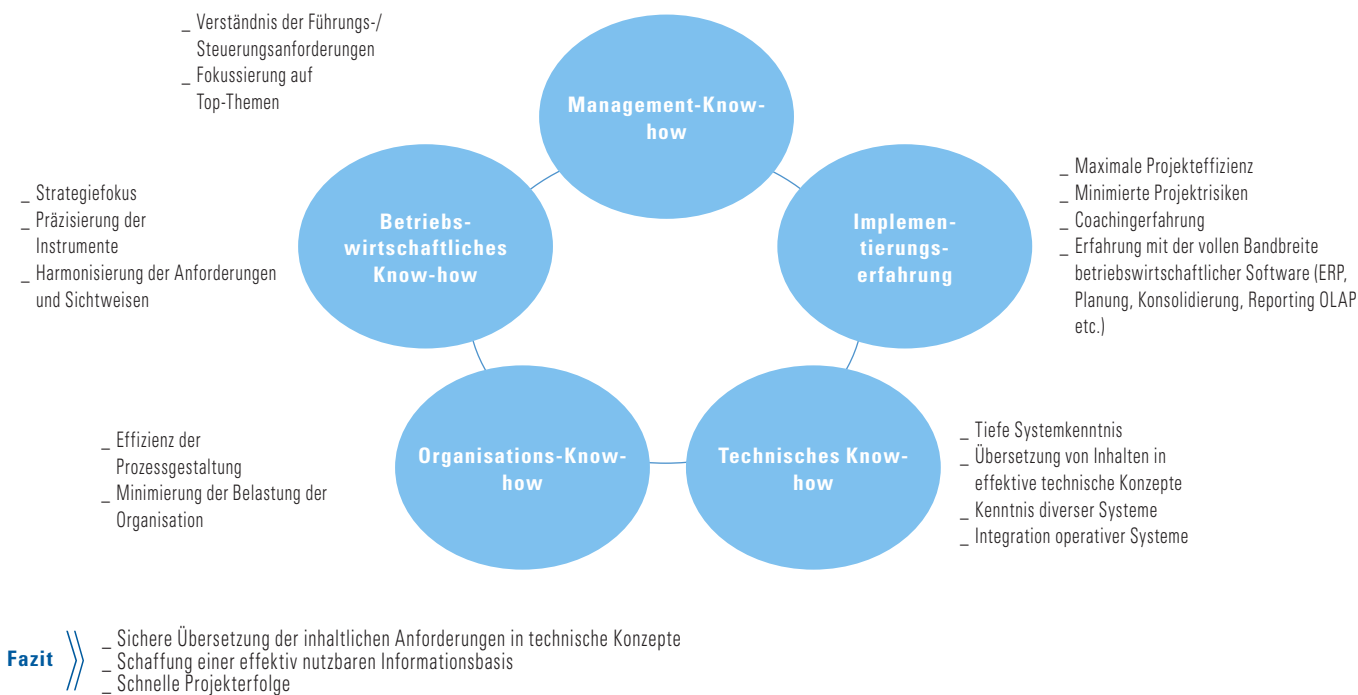 _ Verständnis der Führungs-/
Steuerungsanforderungen
_ Fokussierung auf
Top-Themen
Management-Know-
how
_ Strategiefokus
_ Präzisierung der
Instrumente
_ Harmonisierung der Anforderungen
und Sichtweisen
Betriebs-
wirtschaftliches
Know-how
Implemen-
tierungs-
erfahrung
_ Maximale Projekteffizienz
_ Minimierte Projektrisiken
_ Coachingerfahrung
_ Erfahrung mit der vollen Bandbreite
betriebswirtschaftlicher Software (ERP,
Planung, Konsolidierung, Reporting OLAP
etc.)
_ Effizienz der
Prozessgestaltung
_ Minimierung der Belastung der
Organisation
Organisations-Know-
how
Technisches Know-
how
_ Tiefe Systemkenntnis
_ Übersetzung von Inhalten in
effektive technische Konzepte
_ Kenntnis diverser Systeme
_ Integration operativer Systeme
Fazit
_ Sichere Übersetzung der inhaltlichen Anforderungen in technische Konzepte
_ Schaffung einer effektiv nutzbaren Informationsbasis
_ Schnelle Projekterfolge